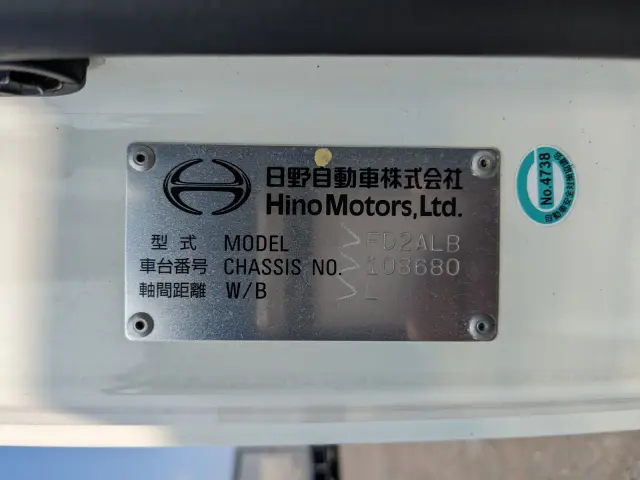 日野自動車株式会社
Hino Motors, Ltd.
型式 MODEL FD2ALB
車台番号 CHASSIS NO. 103680
軸間距離 W/B L
No.4738